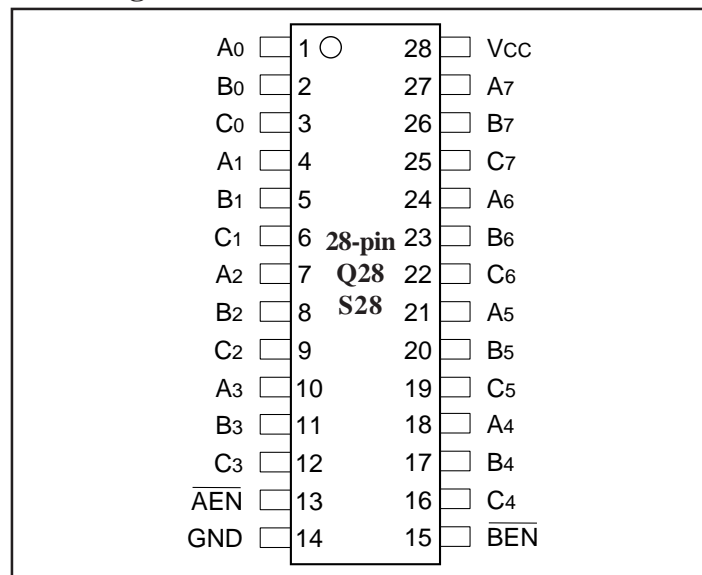 A0 1 28 VCC
B0 2 27 A7
C0 3 26 B7
A1 4 25 C7
B1 5 24 A6
C1 6 28-pin 23 B6
A2 7 Q28 22 C6
B2 8 S28 21 A5
C2 9 20 B5
A3 10 19 C5
B3 11 18 A4
C3 12 17 B4
A̅E̅N̅ 13 16 C4
GND 14 15 B̅E̅N̅